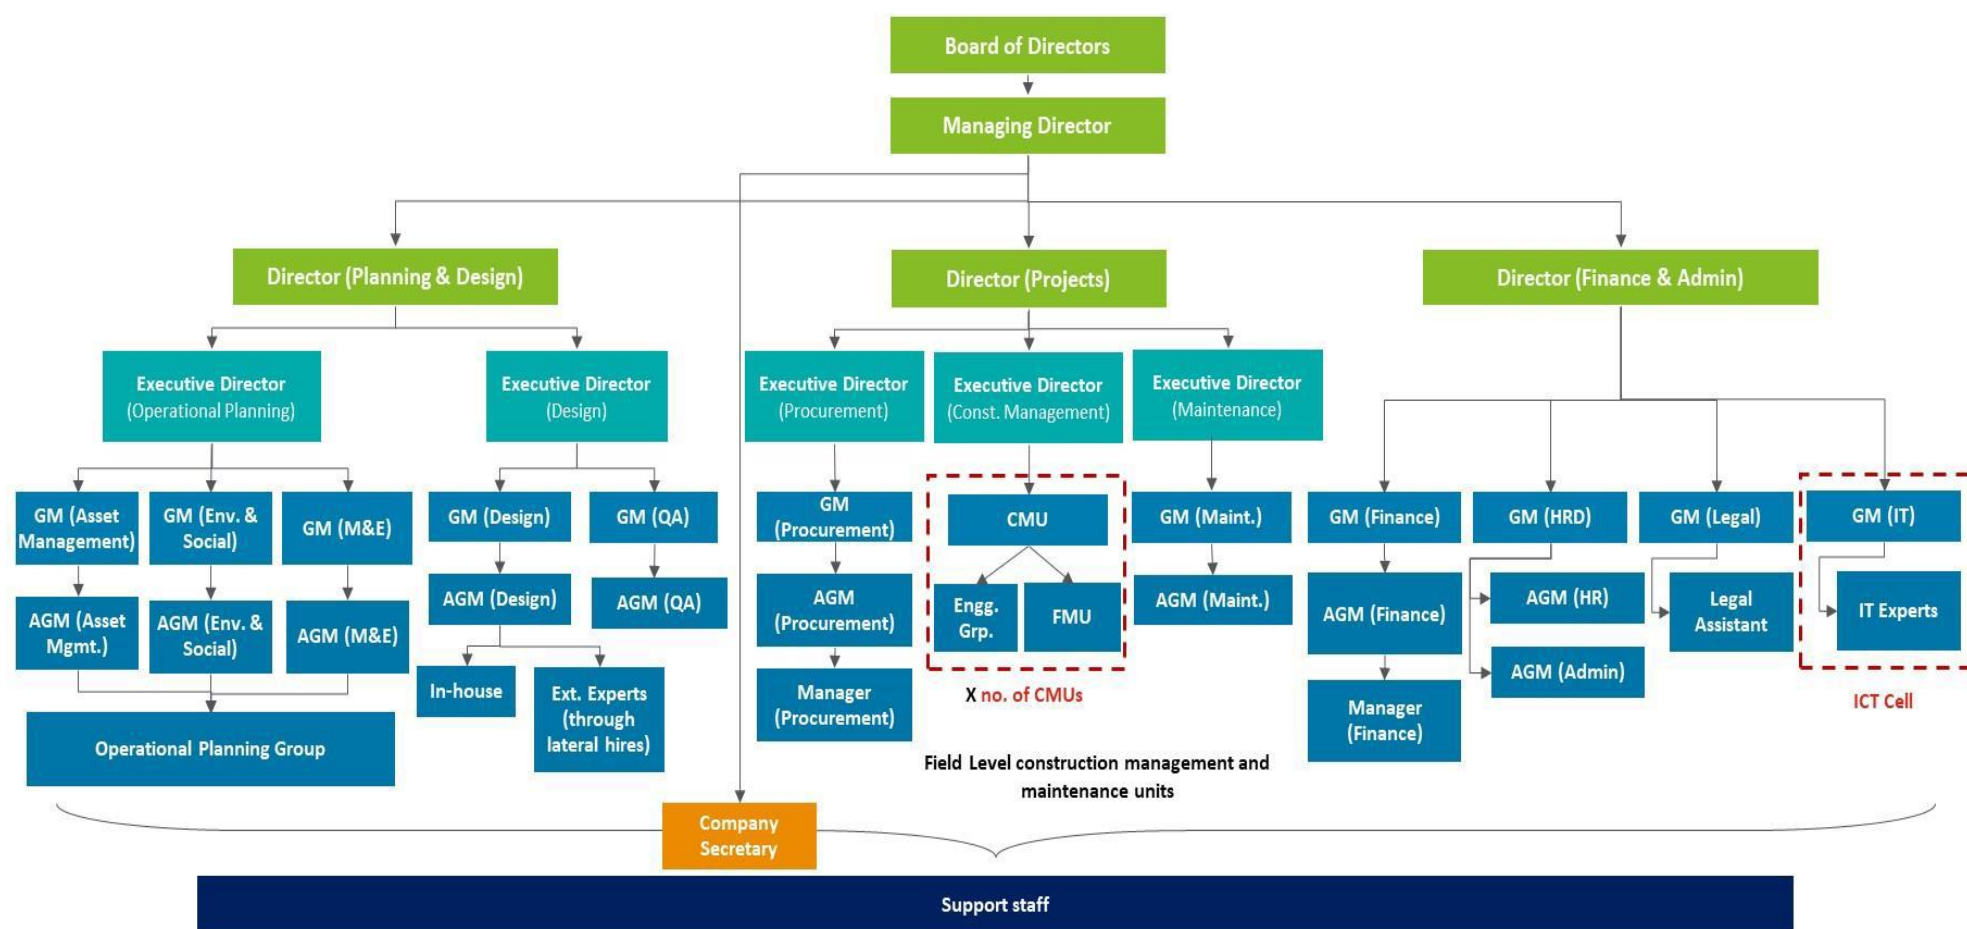 Board of Directors
Managing Director
Director (Planning & Design)
Director (Projects)
Director (Finance & Admin)
Executive Director
(Operational Planning)
Executive Director
(Design)
Executive Director
(Procurement)
Executive Director
(Const. Management)
Executive Director
(Maintenance)
GM (Asset
Management)
GM (Env. &
Social)
GM (M&E)
GM (Design)
GM (QA)
GM
(Procurement)
CMU
GM (Maint.)
GM (Finance)
GM (HRD)
GM (Legal)
GM (IT)
AGM (Asset
Mgmt.)
AGM (Env. &
Social)
AGM (M&E)
AGM (Design)
AGM (QA)
AGM
(Procurement)
Engg.
Grp.
FMU
AGM (Maint.)
AGM (Finance)
AGM (HR)
Legal
Assistant
IT Experts
AGM (Admin)
In-house
Ext. Experts
(through
lateral hires)
Manager
(Procurement)
X no. of CMUs
Manager
(Finance)
ICT Cell
Operational Planning Group
Field Level construction management and
maintenance units
Company
Secretary
Support staff